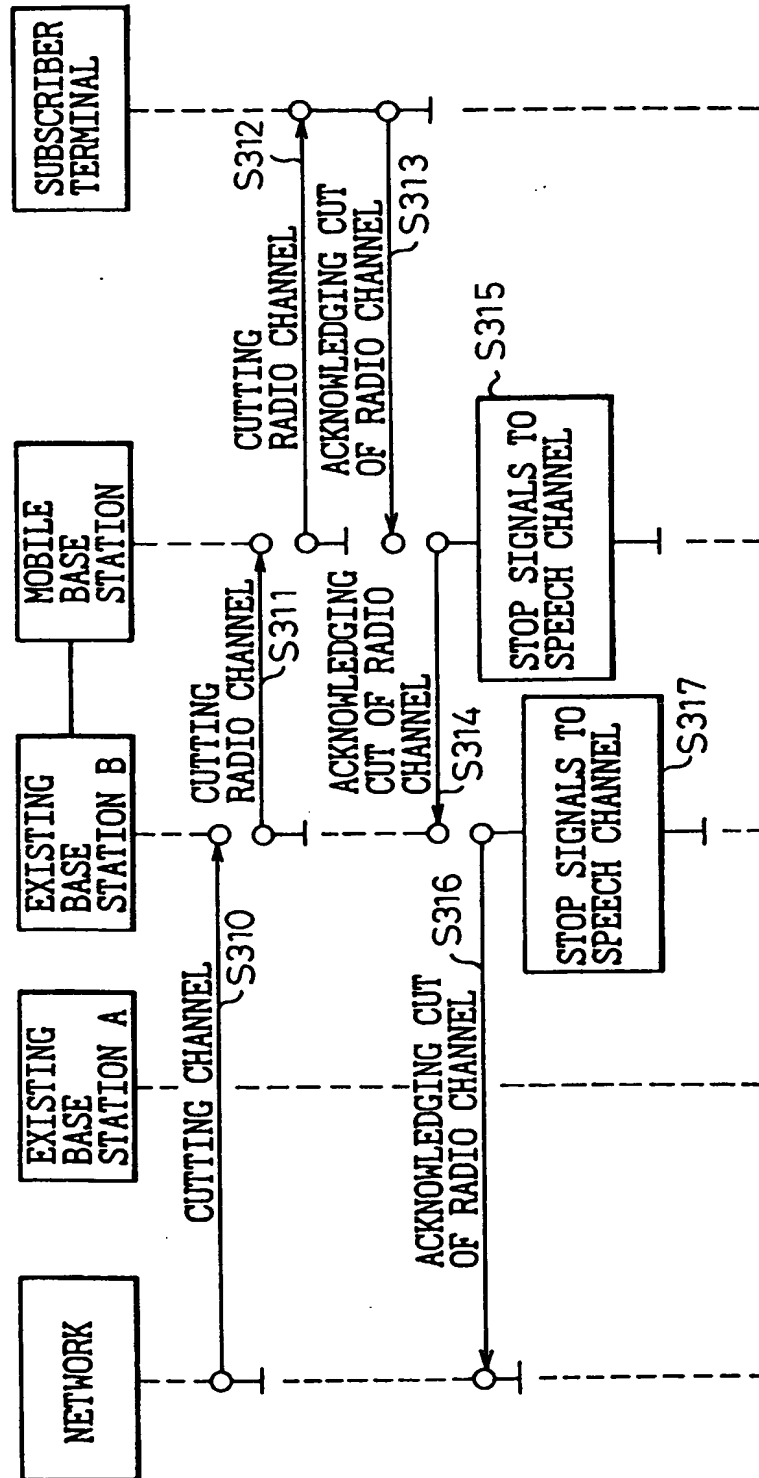 NETWORK
EXISTING
BASE
STATION A
EXISTING
BASE
STATION B
MOBILE
BASE
STATION
SUBSCRIBER
TERMINAL
CUTTING CHANNEL
S310
CUTTING
RADIO CHANNEL
S311
CUTTING
RADIO CHANNEL
S312
ACKNOWLEDGING CUT
OF RADIO CHANNEL
S313
ACKNOWLEDGING
CUT OF RADIO
CHANNEL
S314
STOP SIGNALS TO
SPEECH CHANNEL
S315
ACKNOWLEDGING CUT
OF RADIO CHANNEL
S316
STOP SIGNALS TO
SPEECH CHANNEL
S317